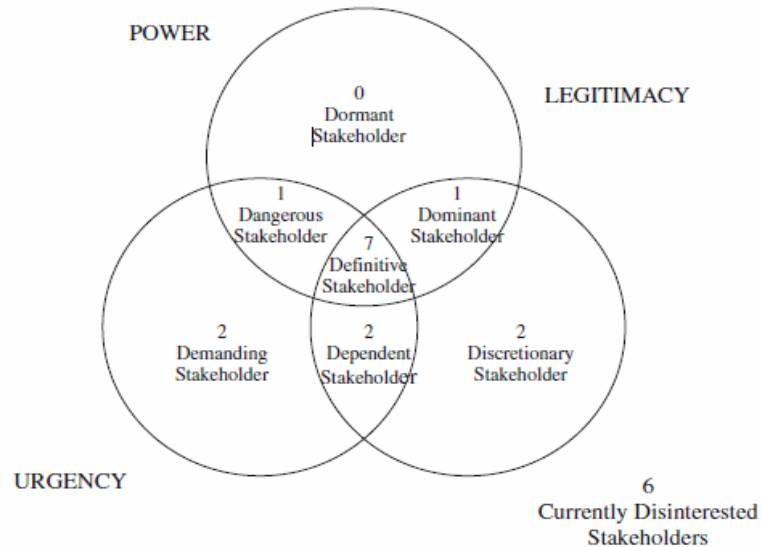 POWER
LEGITIMACY
0
Dormant
Stakeholder
1
Dangerous
Stakeholder
1
Dominant
Stakeholder
7
Definitive
Stakeholder
2
Demanding
Stakeholder
2
Dependent
Stakeholder
2
Discretionary
Stakeholder
URGENCY
6
Currently Disinterested
Stakeholders